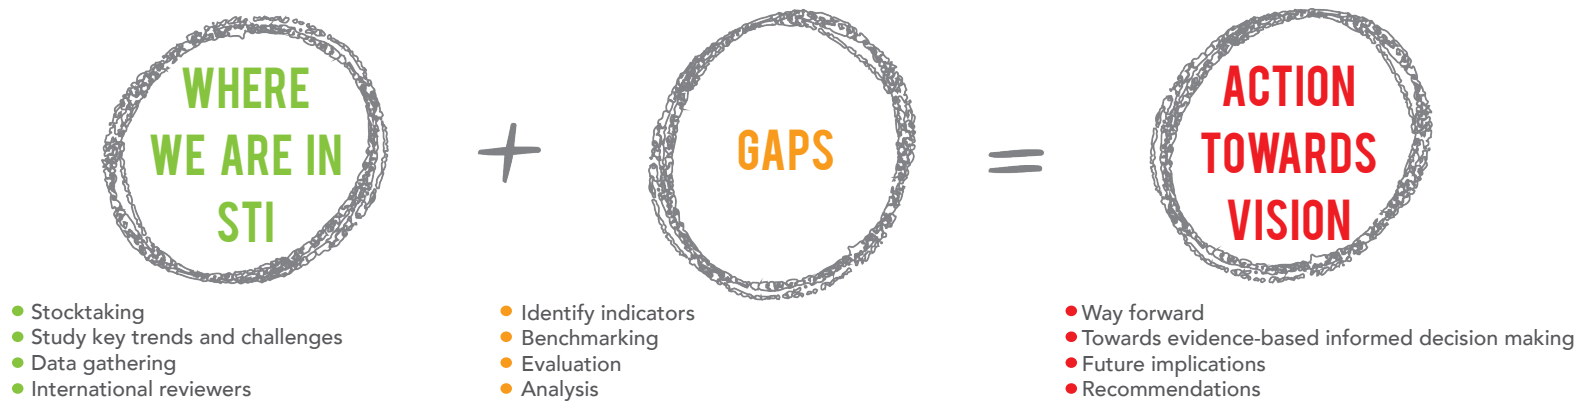 WHERE
WE ARE IN
STI
+
GAPS
=
ACTION
TOWARDS
VISION
• Stocktaking
• Study key trends and challenges
• Data gathering
• International reviewers
• Identify indicators
• Benchmarking
• Evaluation
• Analysis
• Way forward
• Towards evidence-based informed decision making
• Future implications
• Recommendations